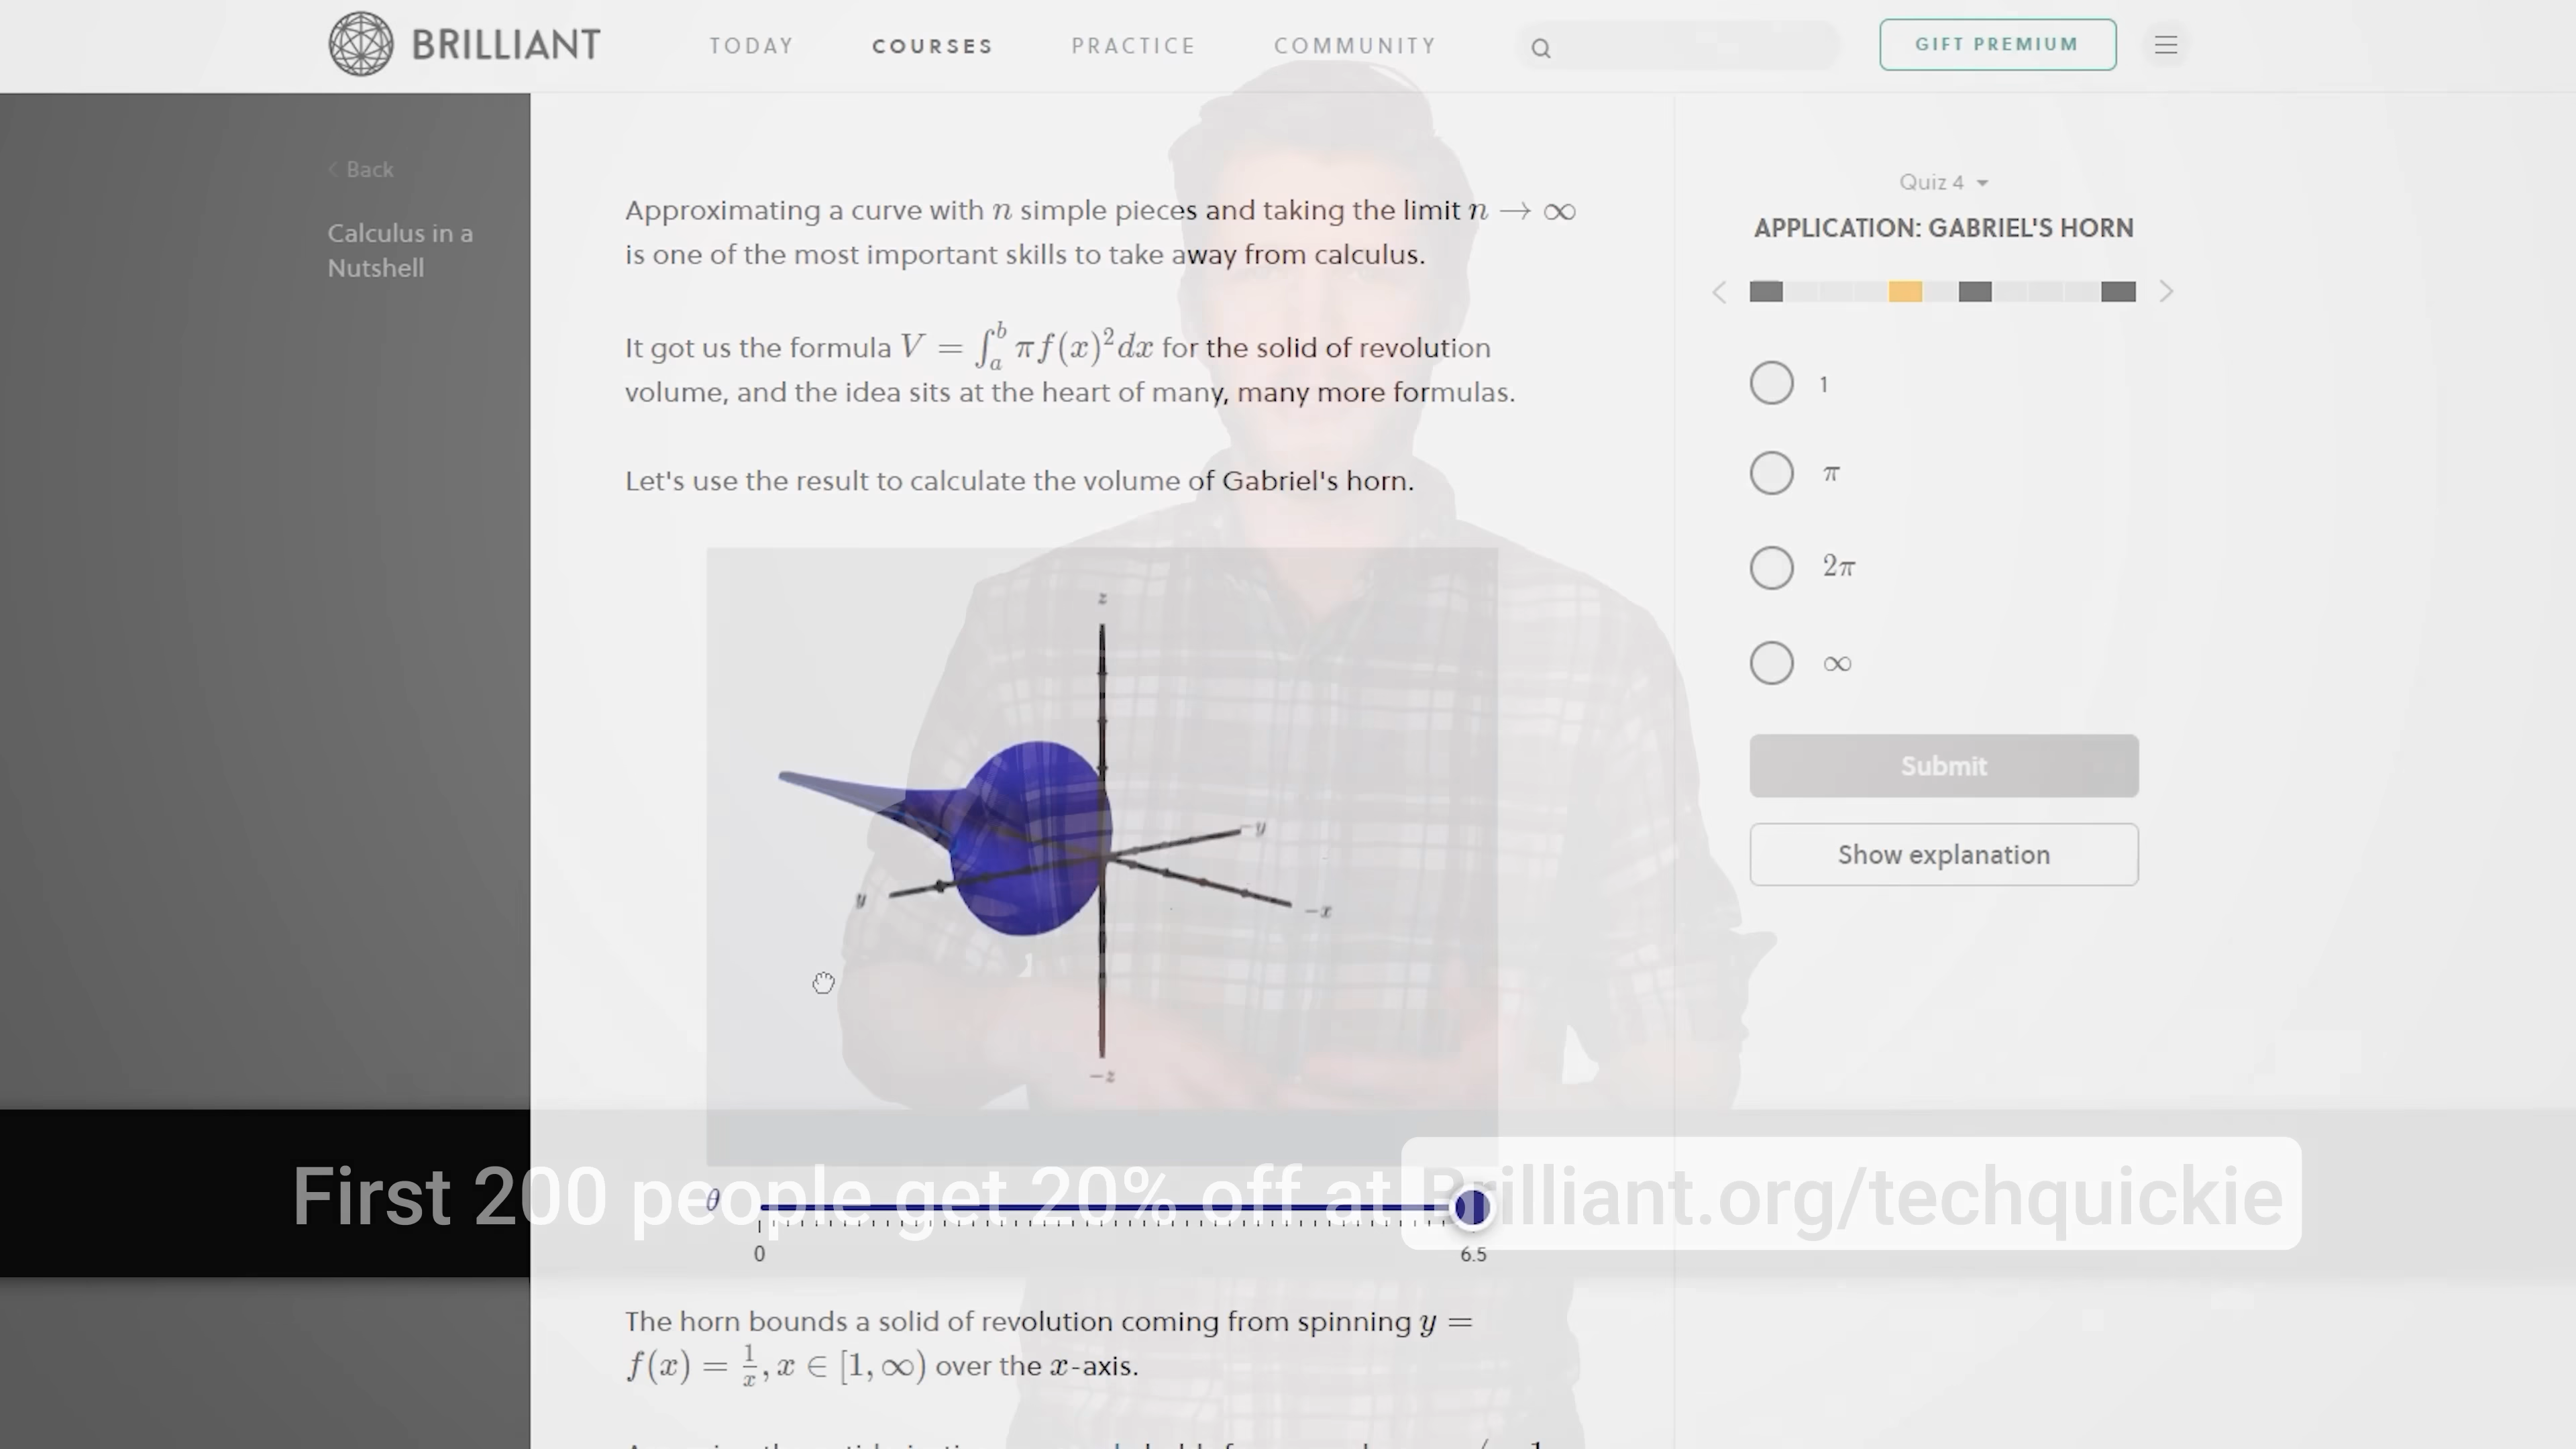 BRILLIANT
TODAY
COURSES
PRACTICE
COMMUNITY
GIFT PREMIUM
Back
Calculus in a
Nutshell
Approximating a curve with n simple pieces and taking the limit n → ∞
is one of the most important skills to take away from calculus.
It got us the formula V = ∫_a^b πf(x)²dx for the solid of revolution
volume, and the idea sits at the heart of many, many more formulas.
Let's use the result to calculate the volume of Gabriel's horn.
z
-y
y
-x
-z
θ
0
6.5
The horn bounds a solid of revolution coming from spinning y =
f(x) = 1/x, x ∈ [1, ∞) over the x-axis.
Quiz 4
APPLICATION: GABRIEL'S HORN
1
π
2π
∞
Submit
Show explanation
First 200 people get 20% off at Brilliant.org/techquickie